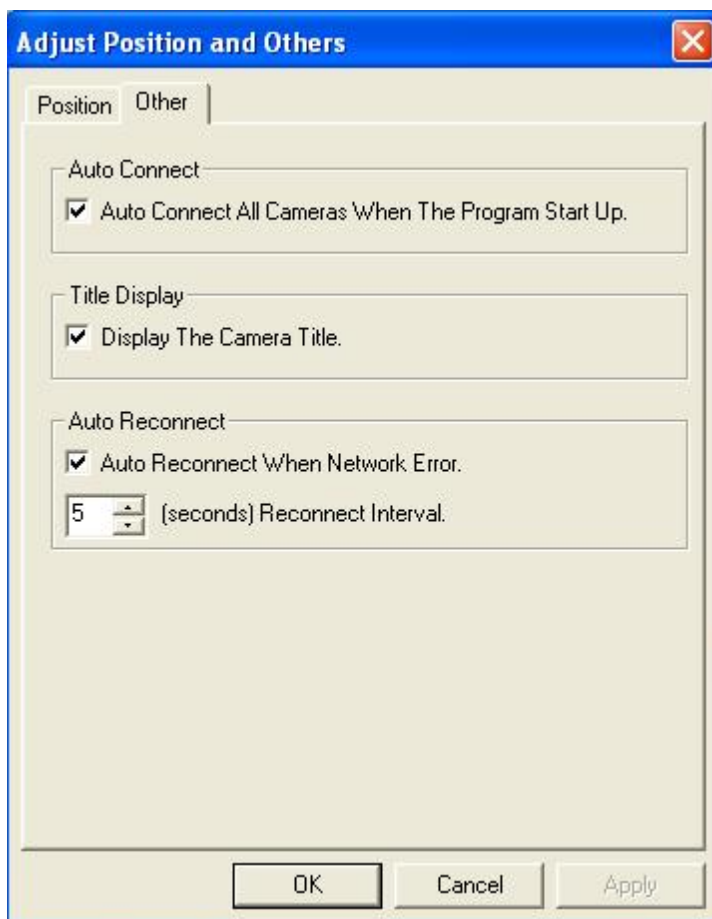 Adjust Position and Others
Position Other
Auto Connect
Auto Connect All Cameras When The Program Start Up.
Title Display
Display The Camera Title.
Auto Reconnect
Auto Reconnect When Network Error.
5 (seconds) Reconnect Interval.
OK Cancel Apply